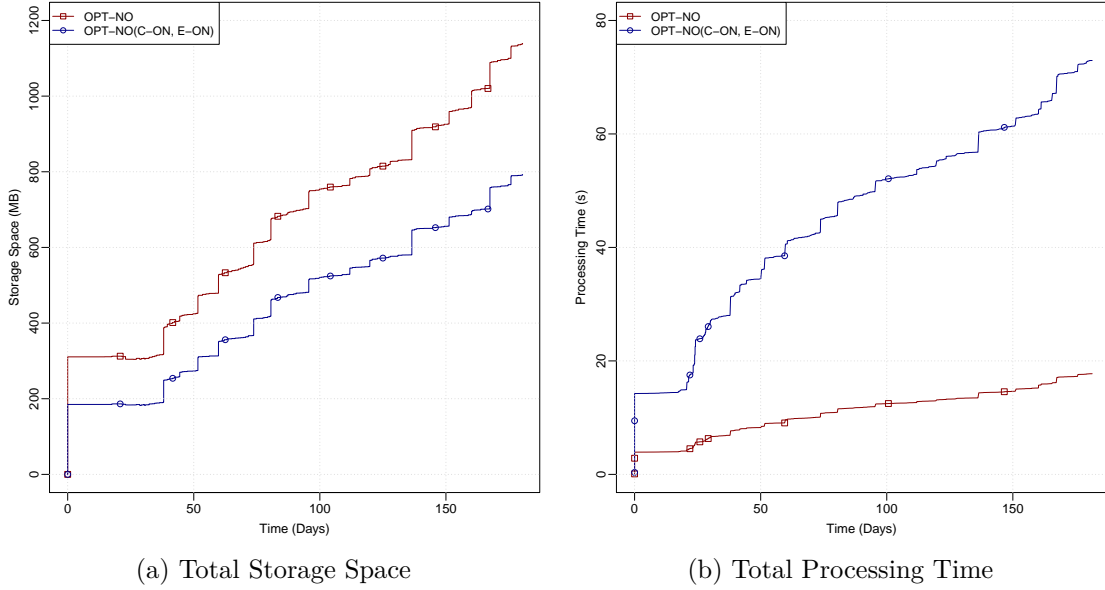 OPT−NO
OPT−NO(C−ON, E−ON)
Storage Space (MB)
0
200
400
600
800
1000
1200
0
50
100
150
Time (Days)
(a) Total Storage Space
OPT−NO
OPT−NO(C−ON, E−ON)
Processing Time (s)
0
20
40
60
80
0
50
100
150
Time (Days)
(b) Total Processing Time